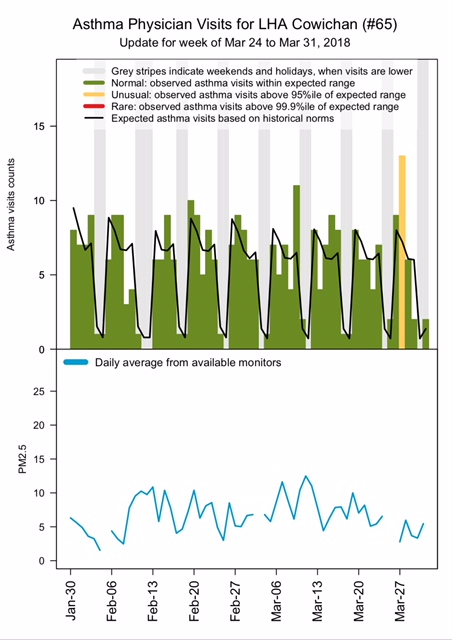 Asthma Physician Visits for LHA Cowichan (#65)
Update for week of Mar 24 to Mar 31, 2018
Grey stripes indicate weekends and holidays, when visits are lower
Normal: observed asthma visits within expected range
Unusual: observed asthma visits above 95%ile of expected range
Rare: observed asthma visits above 99.9%ile of expected range
Expected asthma visits based on historical norms
Asthma visits counts
15
10
5
0
Daily average from available monitors
PM2.5
25
20
15
10
5
0
Jan-30
Feb-06
Feb-13
Feb-20
Feb-27
Mar-06
Mar-13
Mar-20
Mar-27